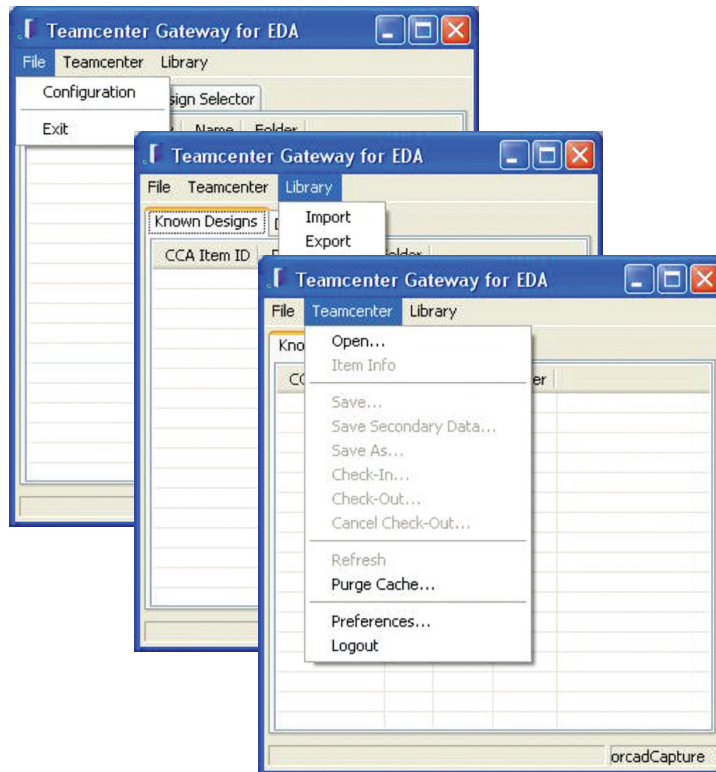 Teamcenter Gateway for EDA
File Teamcenter Library
Configuration
Selector
Exit
Name Folder
Teamcenter Gateway for EDA
File Teamcenter Library
Known Designs
Import
Export
CCA Item ID
Teamcenter Gateway for EDA
File Teamcenter Library
Open...
Item Info
Save...
Save Secondary Data...
Save As...
Check-In...
Check-Out...
Cancel Check-Out...
Refresh
Purge Cache...
Preferences...
Logout
orcadCapture